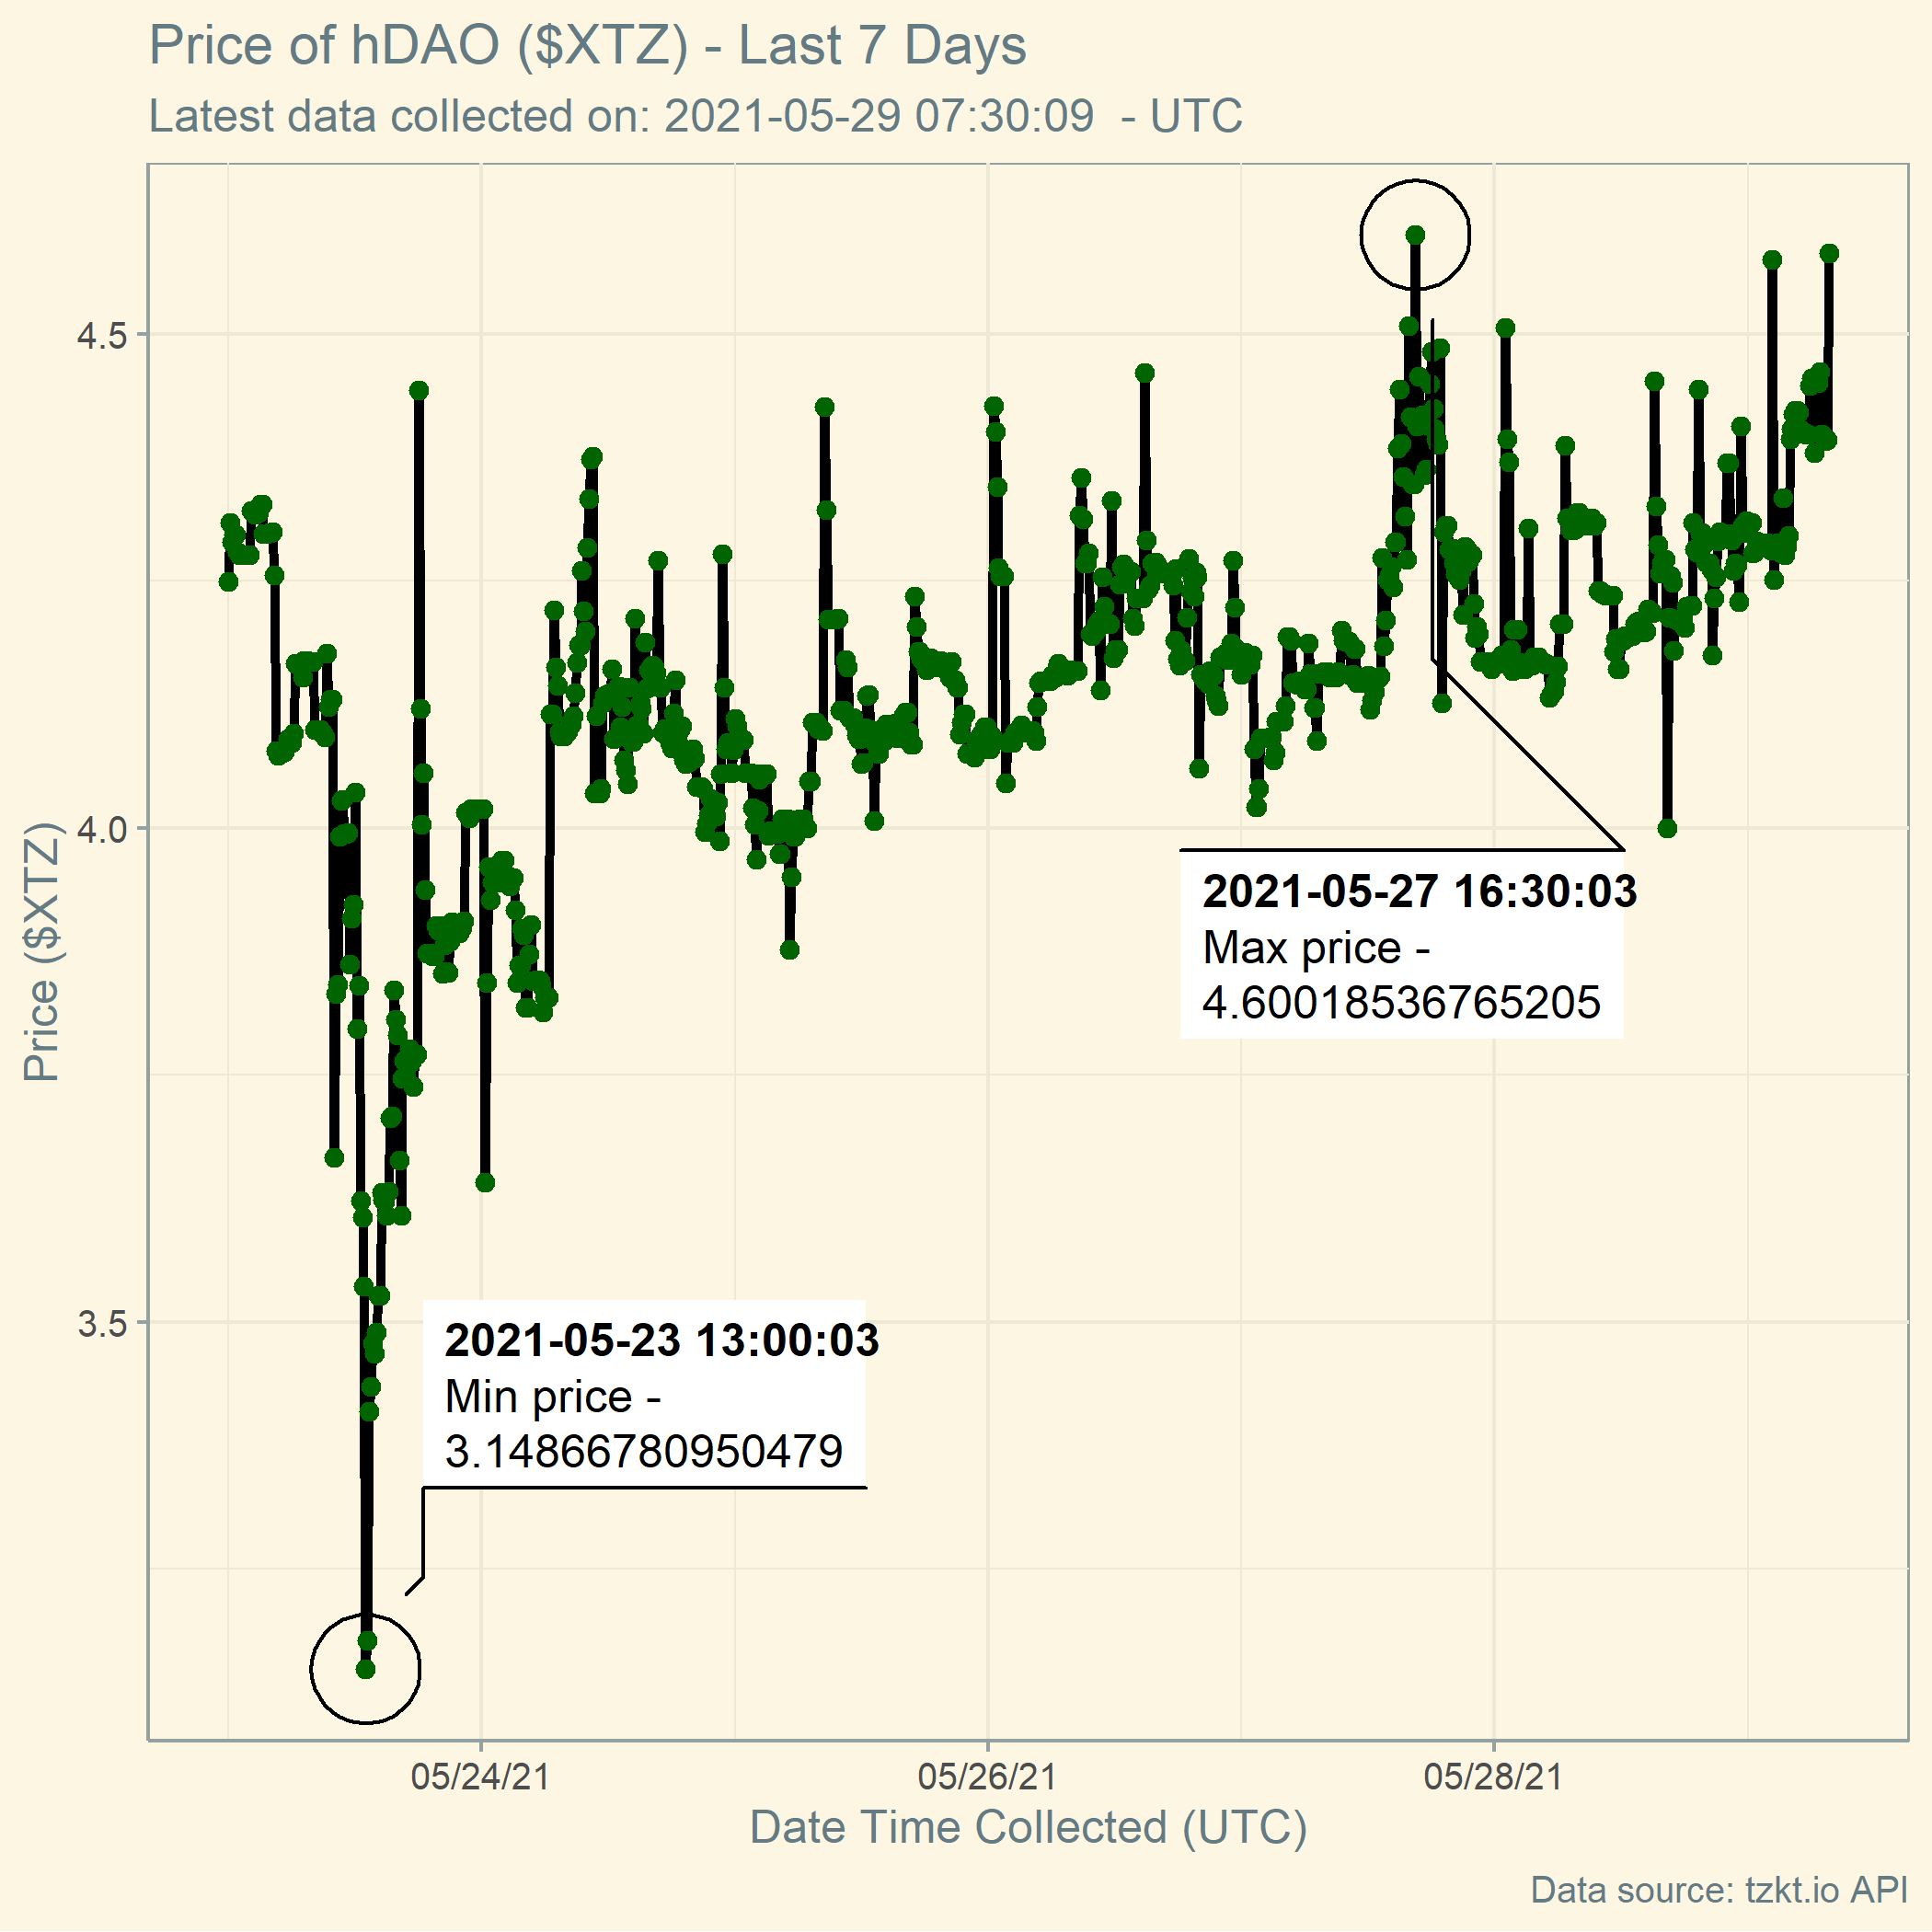 Price of hDAO ($XTZ) - Last 7 Days
Latest data collected on: 2021-05-29 07:30:09  - UTC
Price ($XTZ)
4.5
4.0
3.5
2021-05-27 16:30:03
Max price -
4.60018536765205
2021-05-23 13:00:03
Min price -
3.14866780950479
05/24/21
05/26/21
05/28/21
Date Time Collected (UTC)
Data source: tzkt.io API